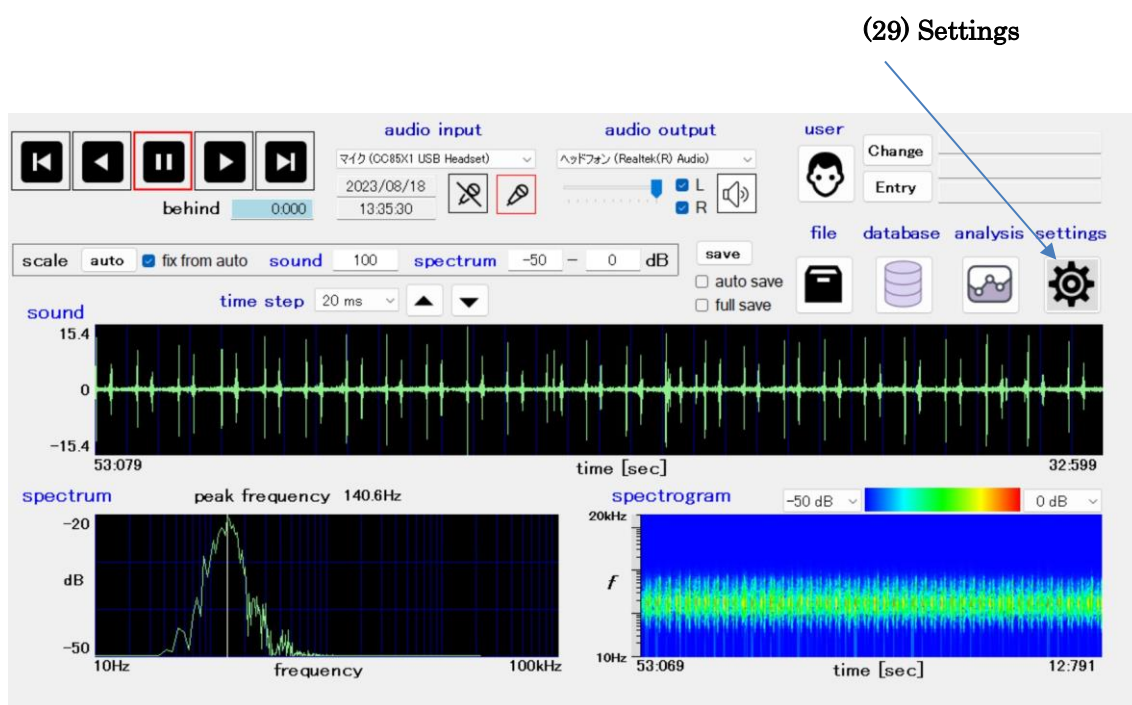 (29) Settings
audio input
audio output
user
マイク (CC85X1 USB Headset)
ヘッドフォン (Realtek(R) Audio)
Change
2023/08/18
L
Entry
behind
0:000
13:35:30
R
file
database
analysis
settings
scale
auto
fix from auto
sound
100
spectrum
-50
-
0
dB
save
auto save
full save
time step
20 ms
sound
15.4
0
-15.4
53:079
time [sec]
32:599
spectrum
peak frequency 140.6Hz
spectrogram
-50 dB
0 dB
-20
dB
-50
10Hz
frequency
100kHz
20kHz
f
10Hz
53:069
time [sec]
12:791